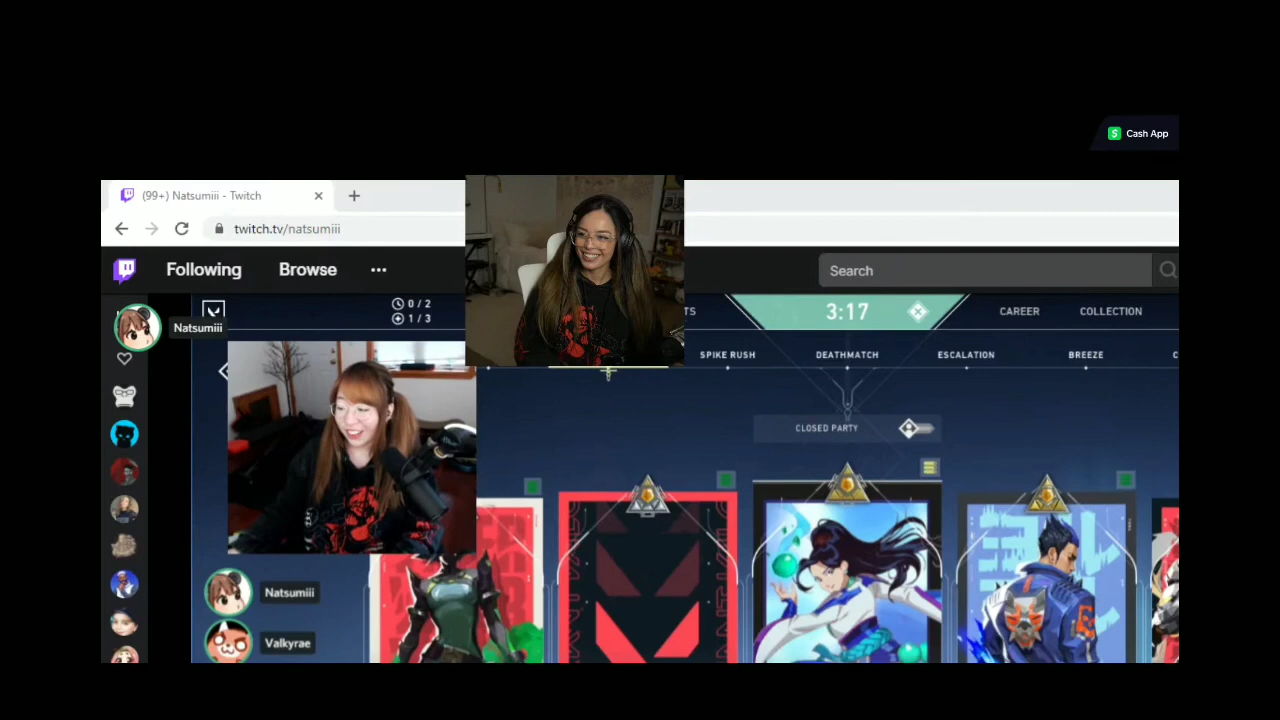 Cash App
(99+) Natsumiii - Twitch
twitch.tv/natsumiii
Following
Browse
Search
Natsumiii
0 / 2
1 / 3
TS
3:17
CAREER
COLLECTION
SPIKE RUSH
DEATHMATCH
ESCALATION
BREEZE
C
CLOSED PARTY
Natsumiii
Valkyrae